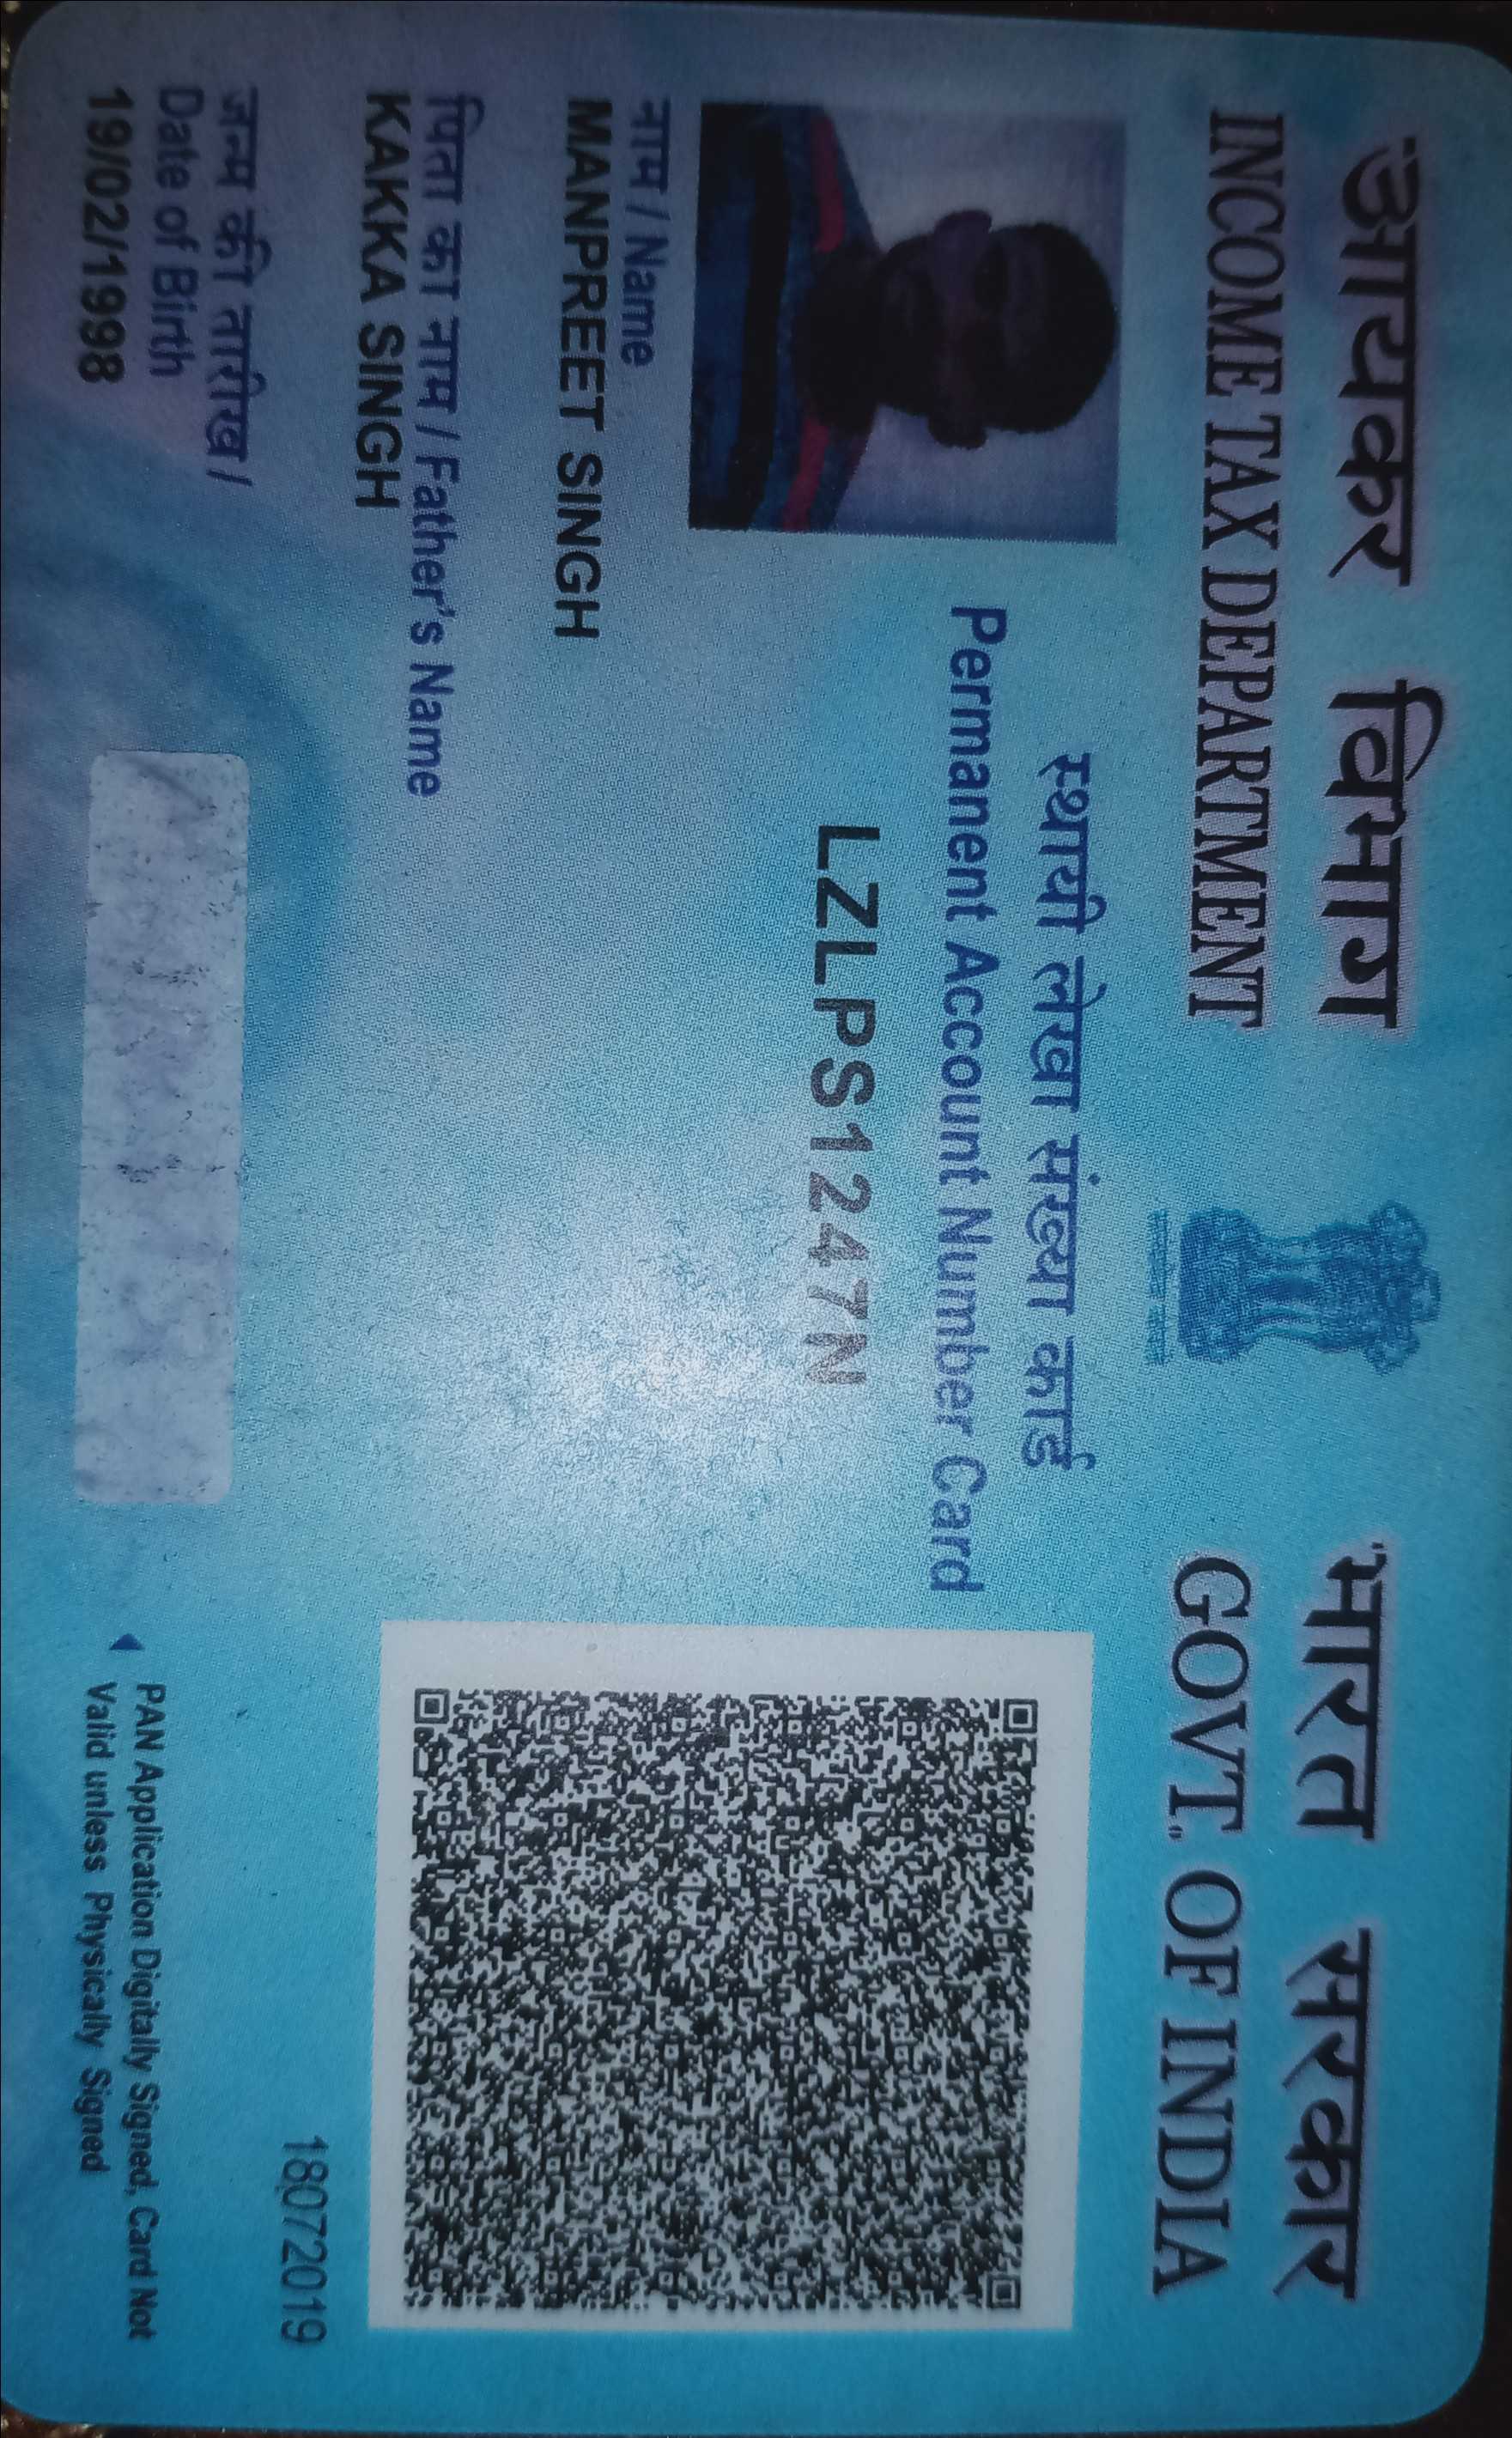 आयकर विभाग
INCOME TAX DEPARTMENT
भारत सरकार
GOVT. OF INDIA
स्थायी लेखा संख्या कार्ड
Permanent Account Number Card
LZLPS1247N
नाम / Name
MANPREET SINGH
पिता का नाम / Father's Name
KAKKA SINGH
जन्म की तारीख /
Date of Birth
19/02/1998
18072019
PAN Application Digitally Signed, Card Not
Valid unless Physically Signed